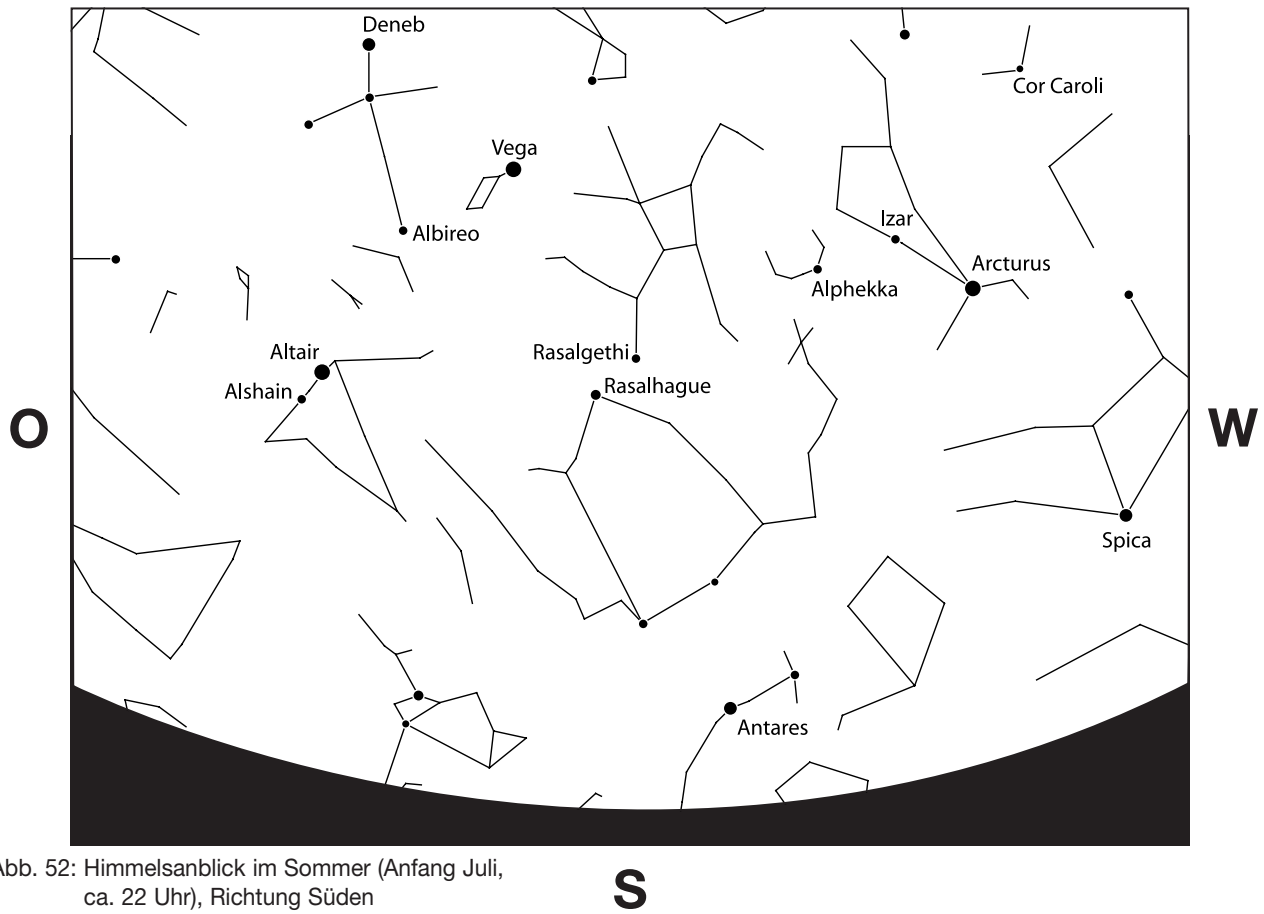 Deneb
Cor Caroli
Vega
Izar
Albireo
Arcturus
Alphekka
Altair
Rasalgethi
Rasalhague
Alshain
O
W
Spica
Antares
Abb. 52: Himmelsanblick im Sommer (Anfang Juli,
ca. 22 Uhr), Richtung Süden
S